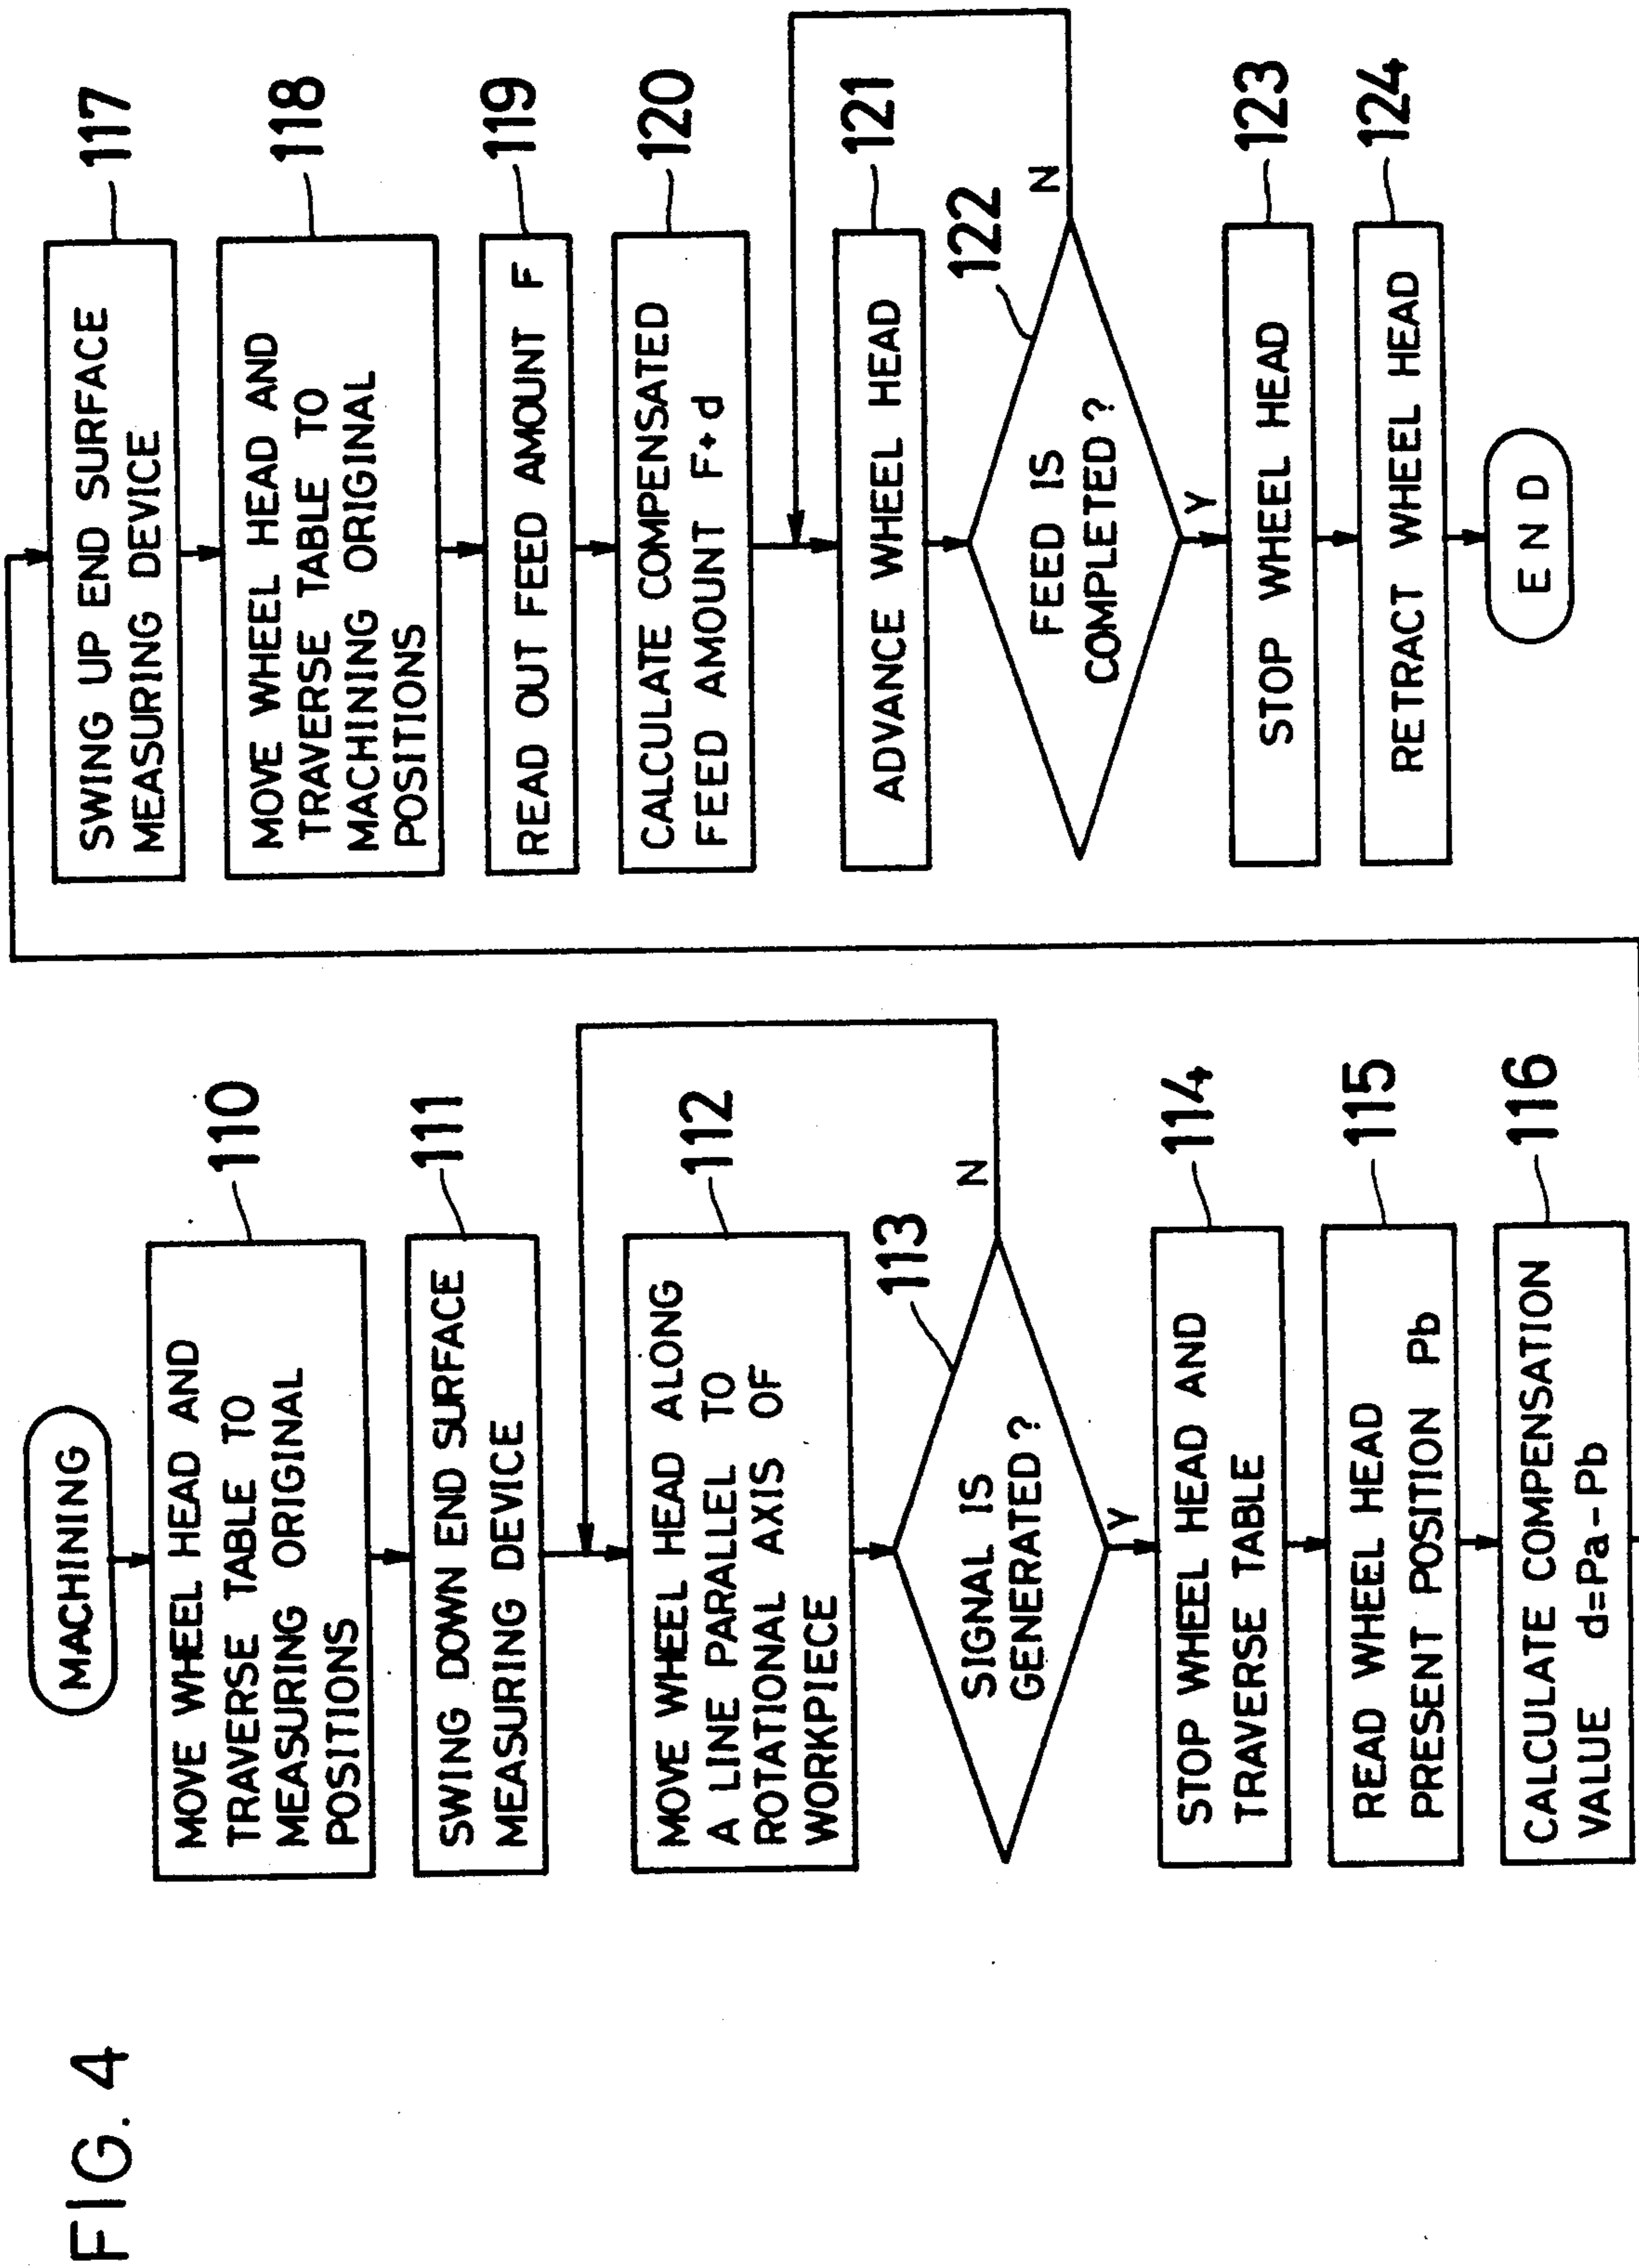 FIG. 4
MACHINING
MOVE WHEEL HEAD AND
TRAVERSE TABLE TO
MEASURING ORIGINAL
POSITIONS
110
SWING DOWN END SURFACE
MEASURING DEVICE
111
MOVE WHEEL HEAD ALONG
A LINE PARALLEL TO
ROTATIONAL AXIS OF
WORKPIECE
112
SIGNAL IS
GENERATED?
113
N
Y
STOP WHEEL HEAD AND
TRAVERSE TABLE
114
READ WHEEL HEAD
PRESENT POSITION Pb
115
CALCULATE COMPENSATION
VALUE d=Pa-Pb
116
SWING UP END SURFACE
MEASURING DEVICE
117
MOVE WHEEL HEAD AND
TRAVERSE TABLE TO
MACHINING ORIGINAL
POSITIONS
118
READ OUT FEED AMOUNT F
119
CALCULATE COMPENSATED
FEED AMOUNT F+d
120
ADVANCE WHEEL HEAD
121
FEED IS
COMPLETED?
122
N
Y
STOP WHEEL HEAD
123
RETRACT WHEEL HEAD
124
END